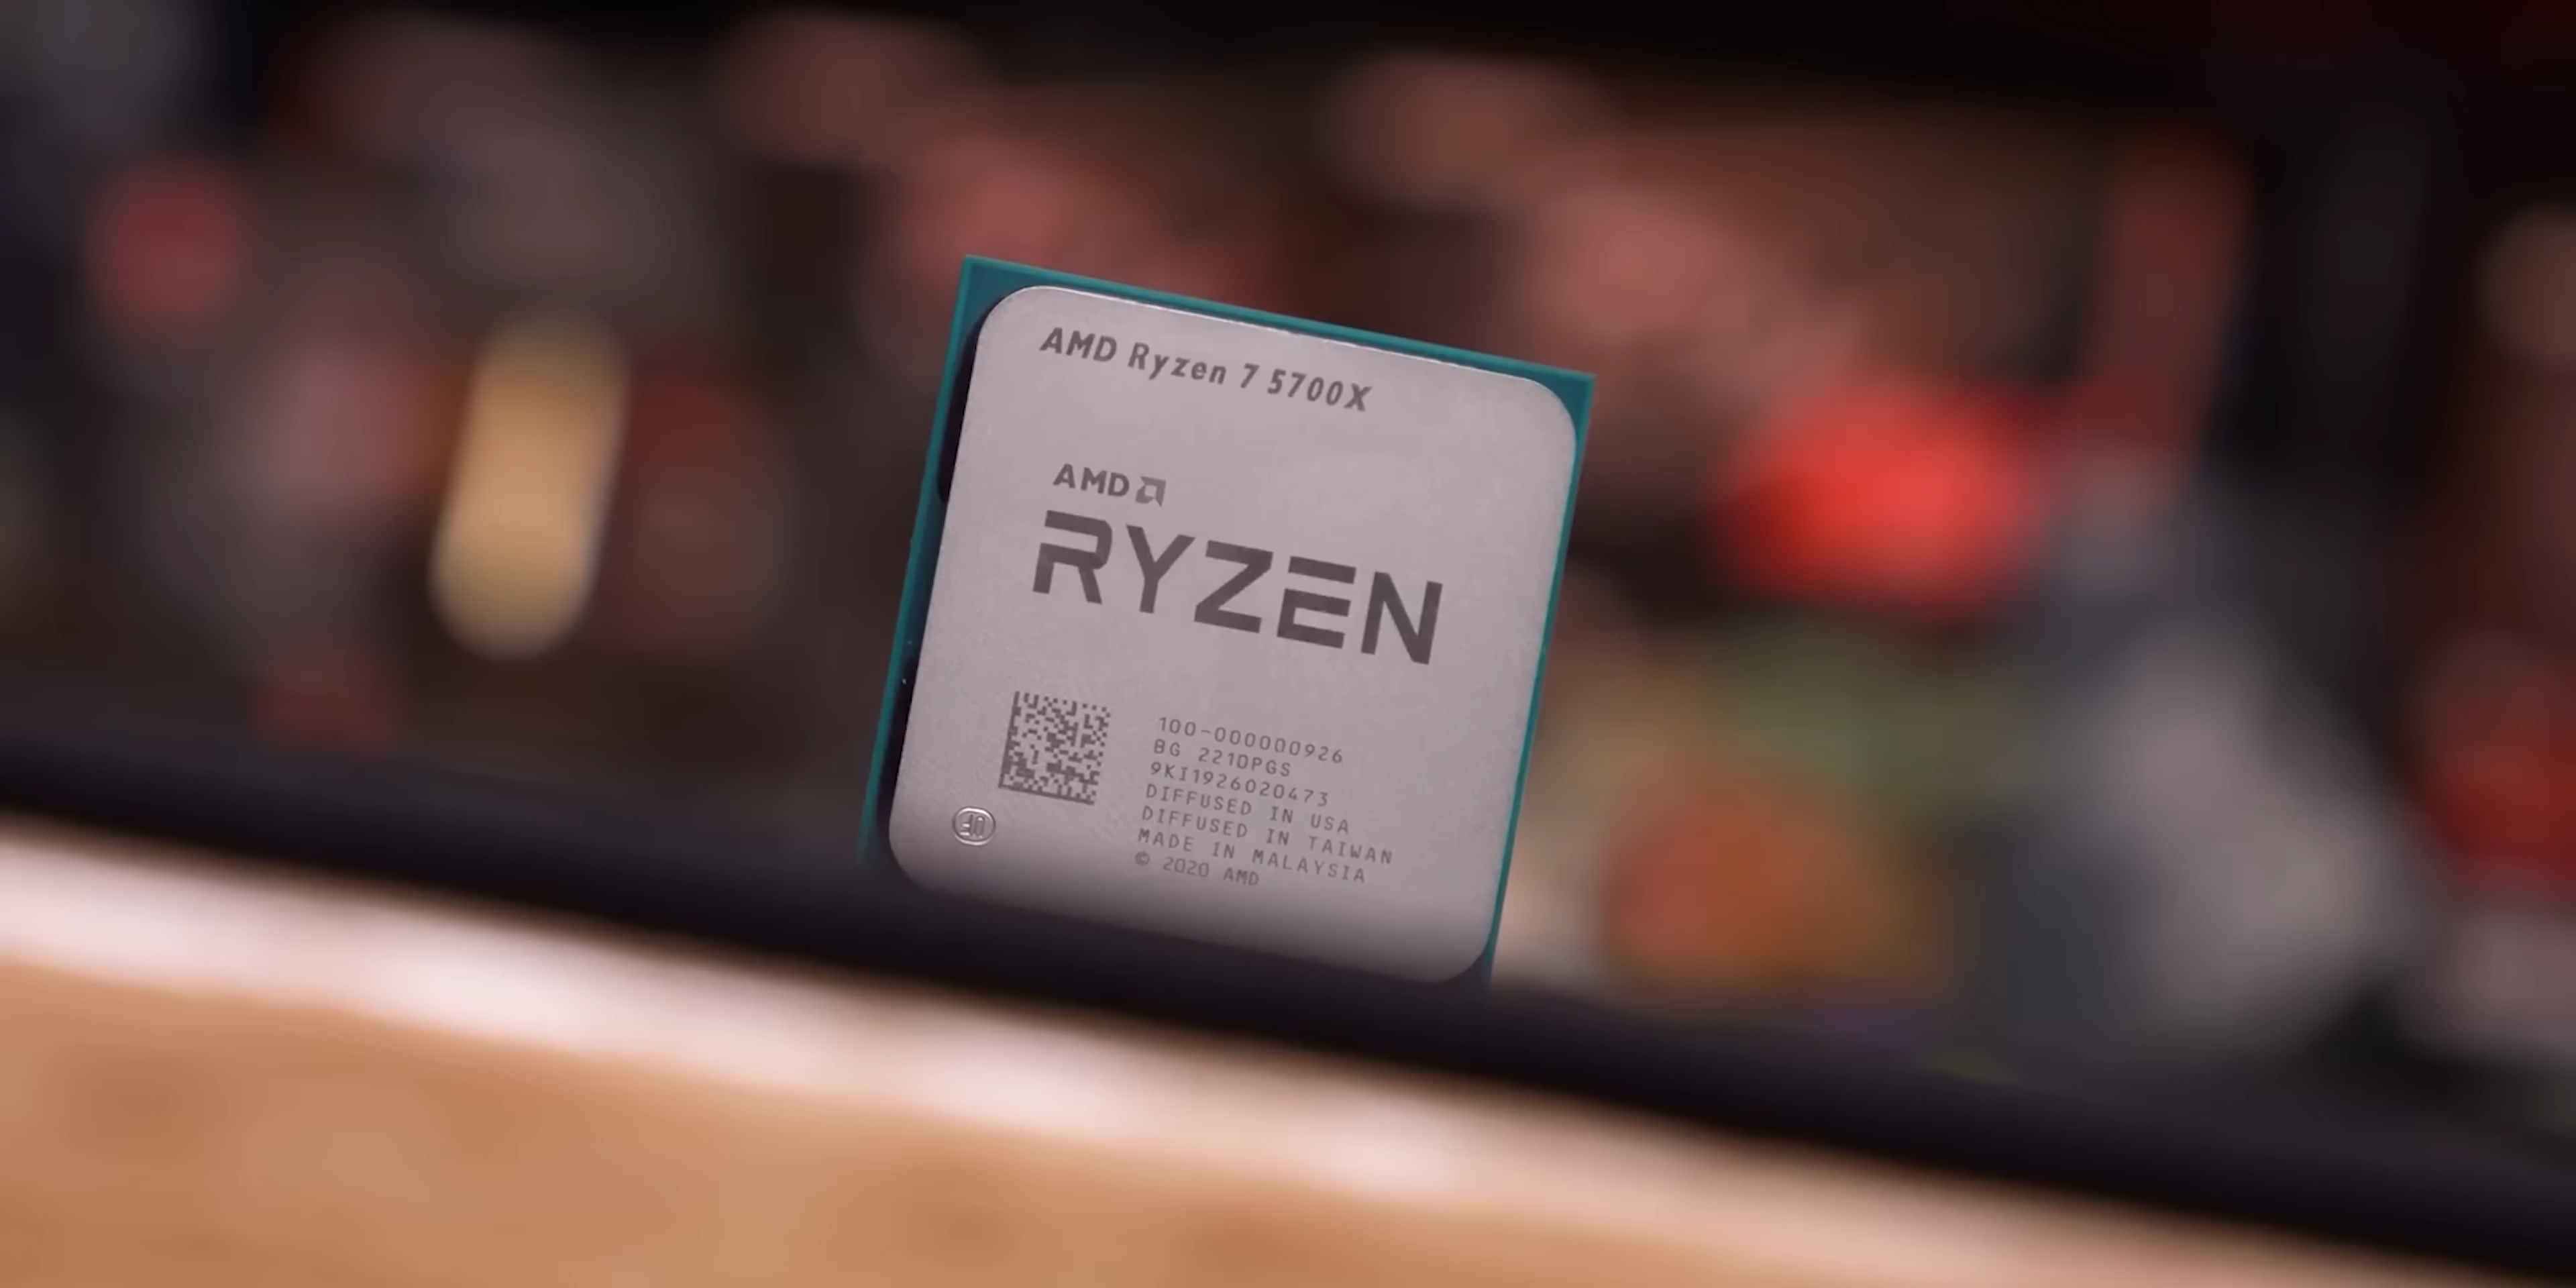 AMD Ryzen 7 5700X
AMD
RYZEN
100-000000926
BG 2210PGS
9KI1926020473
DIFFUSED IN USA
DIFFUSED IN TAIWAN
MADE IN MALAYSIA
© 2020 AMD